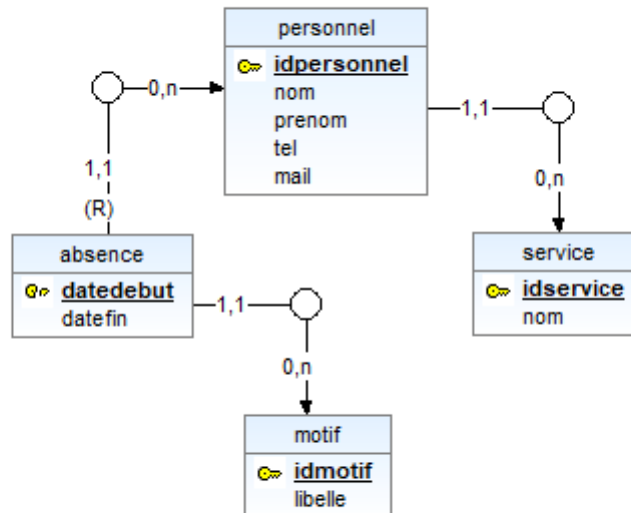 personnel
idpersonnel
nom
prenom
tel
mail
0,n
1,1
1,1
(R)
0,n
absence
datedebut
datefin
service
idservice
nom
1,1
0,n
motif
idmotif
libelle